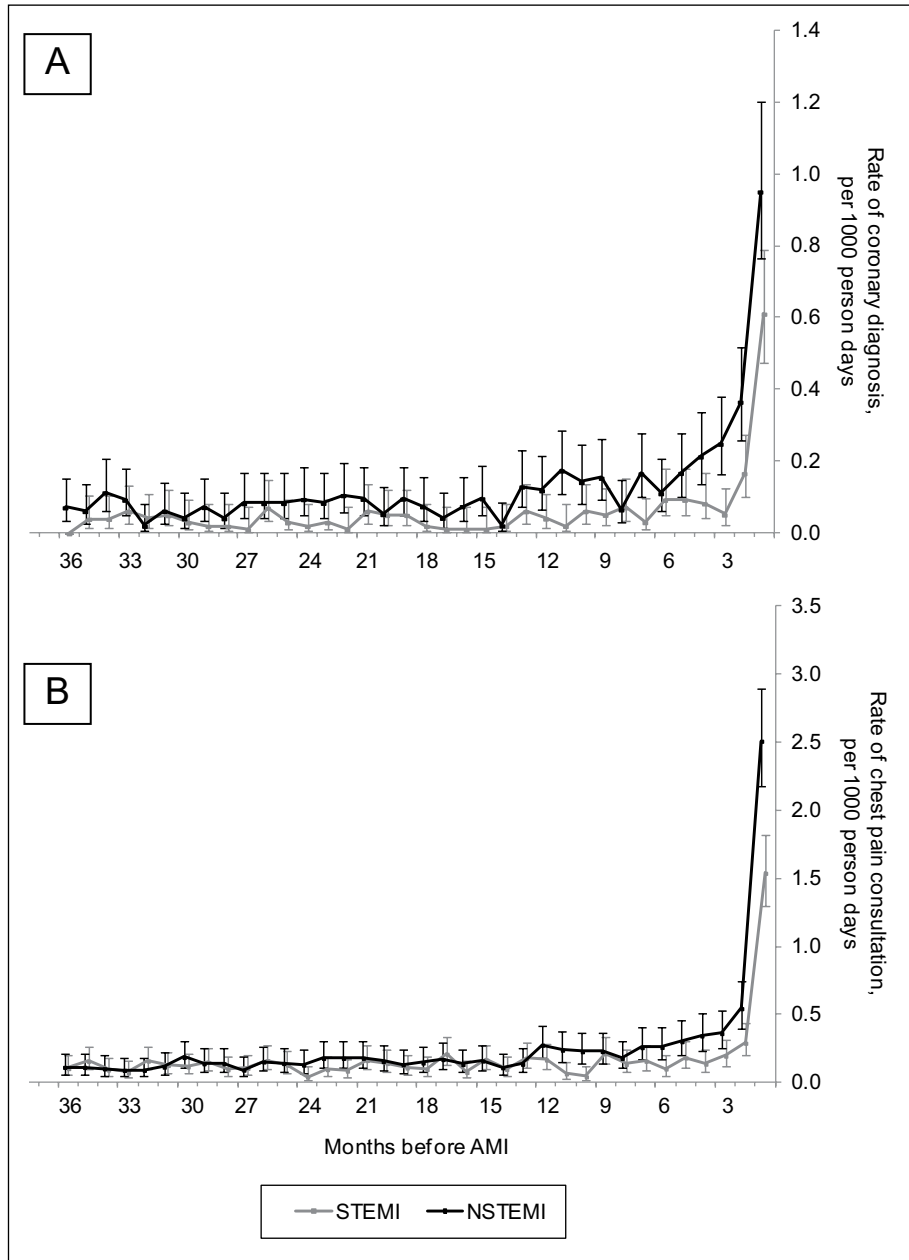 A
1.4
1.2
1.0
0.8
0.6
0.4
0.2
0.0
Rate of coronary diagnosis,
per 1000 person days
36 33 30 27 24 21 18 15 12 9 6 3
B
3.5
3.0
2.5
2.0
1.5
1.0
0.5
0.0
Rate of chest pain consultation,
per 1000 person days
36 33 30 27 24 21 18 15 12 9 6 3
Months before AMI
STEMI NSTEMI